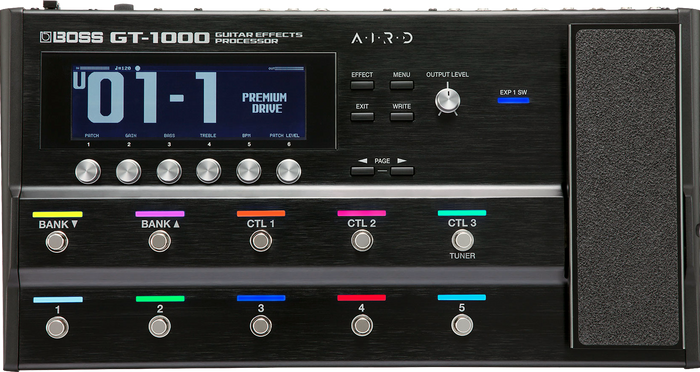 BOSS GT-1000 GUITAR EFFECTS PROCESSOR
A·I·R·D
♩=120
U01-1
PREMIUM
DRIVE
PATCH GAIN BASS TREBLE BPM PATCH LEVEL
1 2 3 4 5 6
EFFECT MENU OUTPUT LEVEL
EXIT WRITE
EXP 1 SW
◄ PAGE ►
BANK ▼ BANK ▲ CTL 1 CTL 2 CTL 3
TUNER
1 2 3 4 5